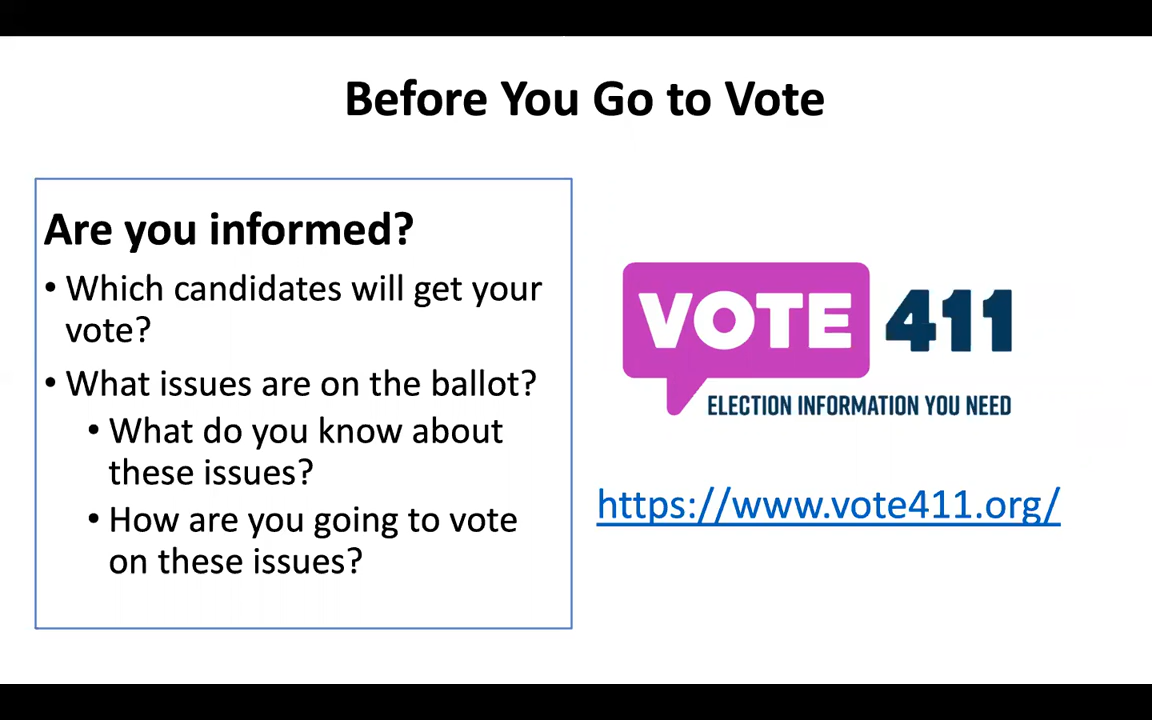 Before You Go to Vote
Are you informed?
• Which candidates will get your
vote?
• What issues are on the ballot?
• What do you know about
these issues?
• How are you going to vote
on these issues?
VOTE 411
ELECTION INFORMATION YOU NEED
https://www.vote411.org/